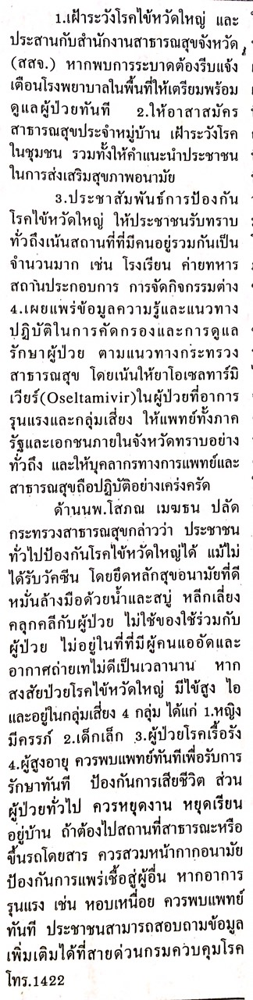 1.เฝ้าระวังโรคไข้หวัดใหญ่ และ
ประสานกับสำนักงานสาธารณสุขจังหวัด
(สสจ.) หากพบการระบาดต้องรีบแจ้ง
เตือนโรงพยาบาลในพื้นที่ให้เตรียมพร้อม
ดูแลผู้ป่วยทันที 2.ให้อาสาสมัคร
สาธารณสุขประจำหมู่บ้าน เฝ้าระวังโรค
ในชุมชน รวมทั้งให้คำแนะนำประชาชน
ในการส่งเสริมสุขภาพอนามัย
3.ประชาสัมพันธ์การป้องกัน
โรคไข้หวัดใหญ่ ให้ประชาชนรับทราบ
ทั่วถึงเน้นสถานที่ที่มีคนอยู่รวมกันเป็น
จำนวนมาก เช่น โรงเรียน ค่ายทหาร
สถานประกอบการ การจัดกิจกรรมต่าง
4.เผยแพร่ข้อมูลความรู้และแนวทาง
ปฏิบัติในการคัดกรองและการดูแล
รักษาผู้ป่วย ตามแนวทางกระทรวง
สาธารณสุข โดยเน้นให้ยาโอเซลทาร์มิ
เวียร์(Oseltamivir)ในผู้ป่วยที่อาการ
รุนแรงและกลุ่มเสี่ยง ให้แพทย์ทั้งภาค
รัฐและเอกชนภายในจังหวัดทราบอย่าง
ทั่วถึง และให้บุคลากรทางการแพทย์และ
สาธารณสุขถือปฏิบัติอย่างเคร่งครัด
ด้านนพ.โสภณ เมฆธน ปลัด
กระทรวงสาธารณสุขกล่าวว่า ประชาชน
ทั่วไปป้องกันโรคไข้หวัดใหญ่ได้ แม้ไม่
ได้รับวัคซีน โดยยึดหลักสุขอนามัยที่ดี
หมั่นล้างมือด้วยน้ำและสบู่ หลีกเลี่ยง
คลุกคลีกับผู้ป่วย ไม่ใช้ของใช้ร่วมกับ
ผู้ป่วย ไม่อยู่ในที่ที่มีผู้คนแออัดและ
อากาศถ่ายเทไม่ดีเป็นเวลานาน หาก
สงสัยป่วยโรคไข้หวัดใหญ่ มีไข้สูง ไอ
และอยู่ในกลุ่มเสี่ยง 4 กลุ่ม ได้แก่ 1.หญิง
มีครรภ์ 2.เด็กเล็ก 3.ผู้ป่วยโรคเรื้อรัง
4.ผู้สูงอายุ ควรพบแพทย์ทันทีเพื่อรับการ
รักษาทันที ป้องกันการเสียชีวิต ส่วน
ผู้ป่วยทั่วไป ควรหยุดงาน หยุดเรียน
อยู่บ้าน ถ้าต้องไปสถานที่สาธารณะหรือ
ขึ้นรถโดยสาร ควรสวมหน้ากากอนามัย
ป้องกันการแพร่เชื้อสู่ผู้อื่น หากอาการ
รุนแรง เช่น หอบเหนื่อย ควรพบแพทย์
ทันที ประชาชนสามารถสอบถามข้อมูล
เพิ่มเติมได้ที่สายด่วนกรมควบคุมโรค
โทร.1422